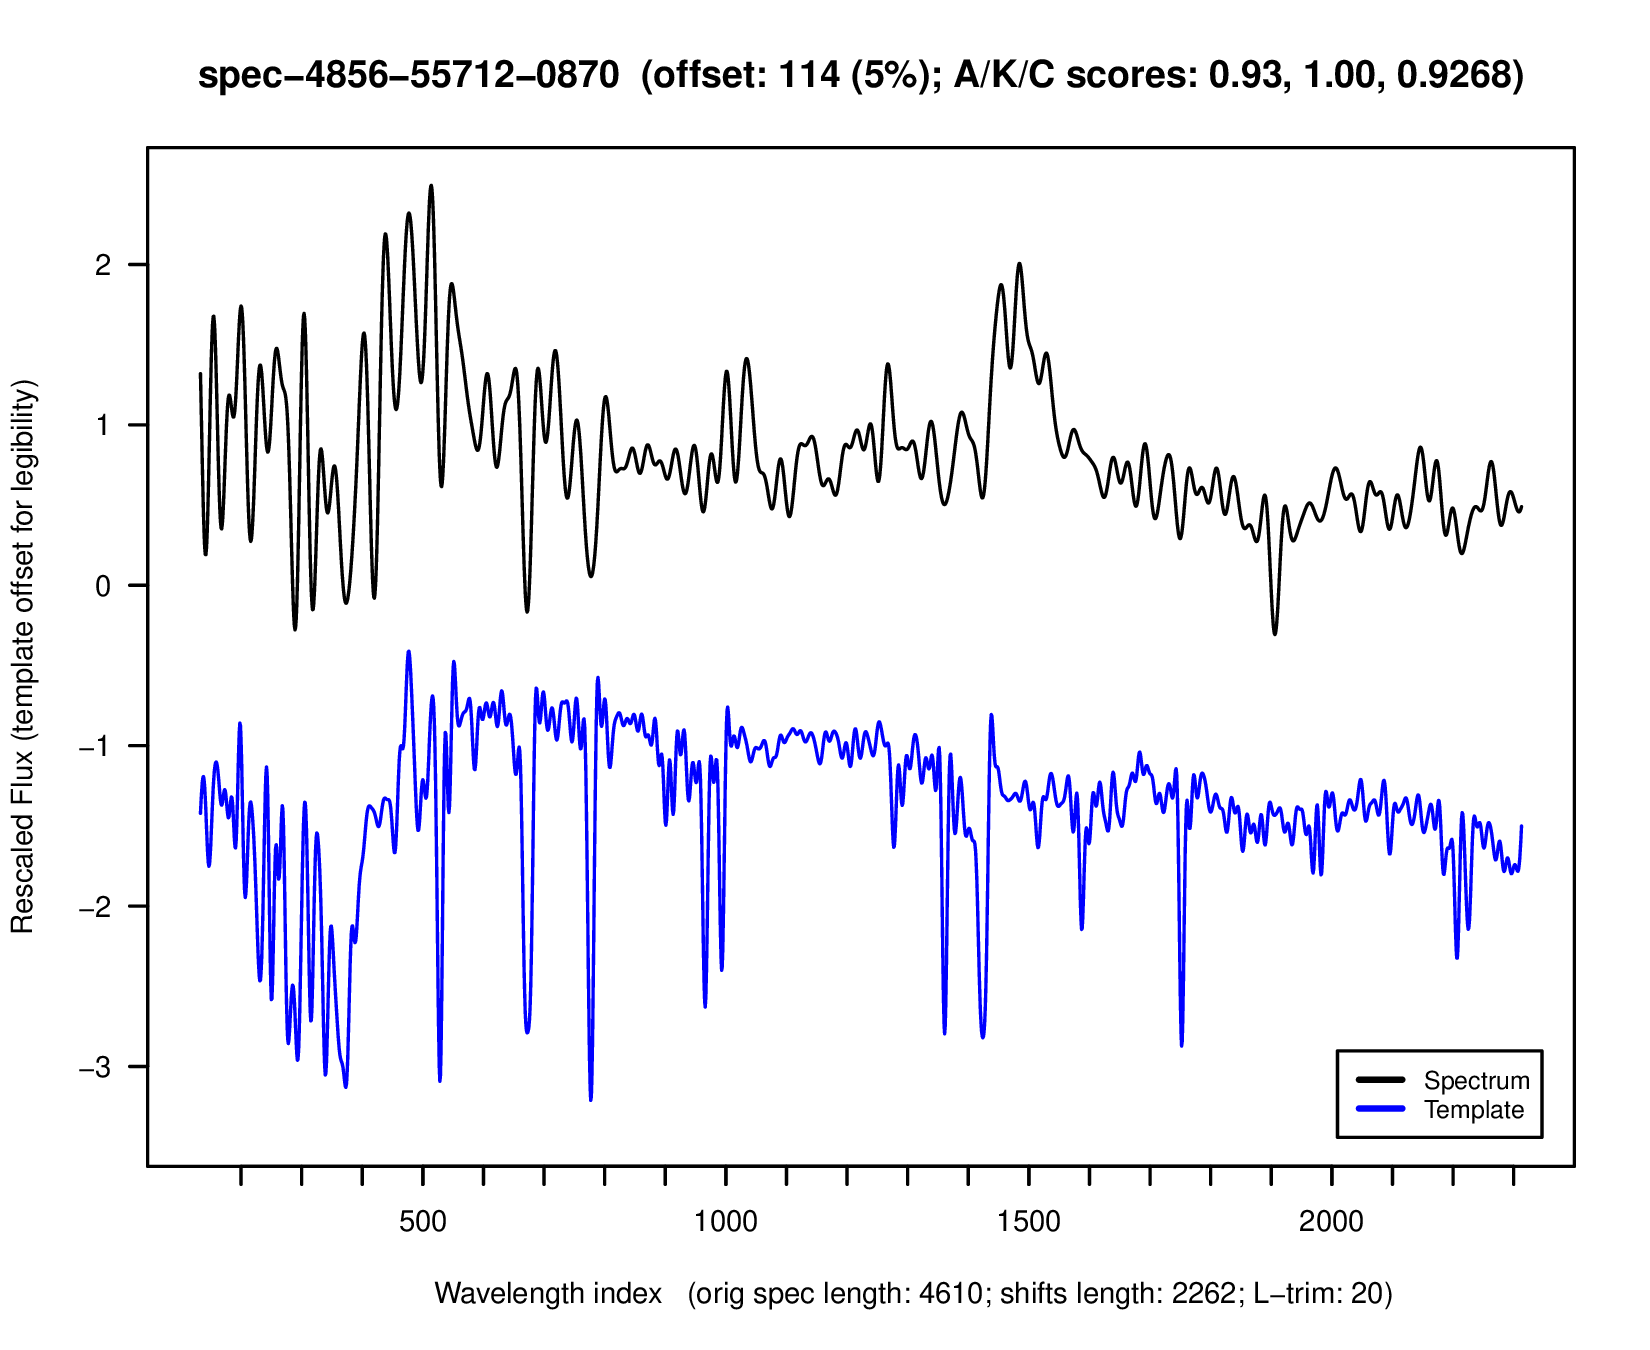 spec−4856−55712−0870  (offset: 114 (5%); A/K/C scores: 0.93, 1.00, 0.9268)
Rescaled Flux (template offset for legibility)
2
1
0
−1
−2
−3
Spectrum
Template
500 1000 1500 2000
Wavelength index   (orig spec length: 4610; shifts length: 2262; L−trim: 20)